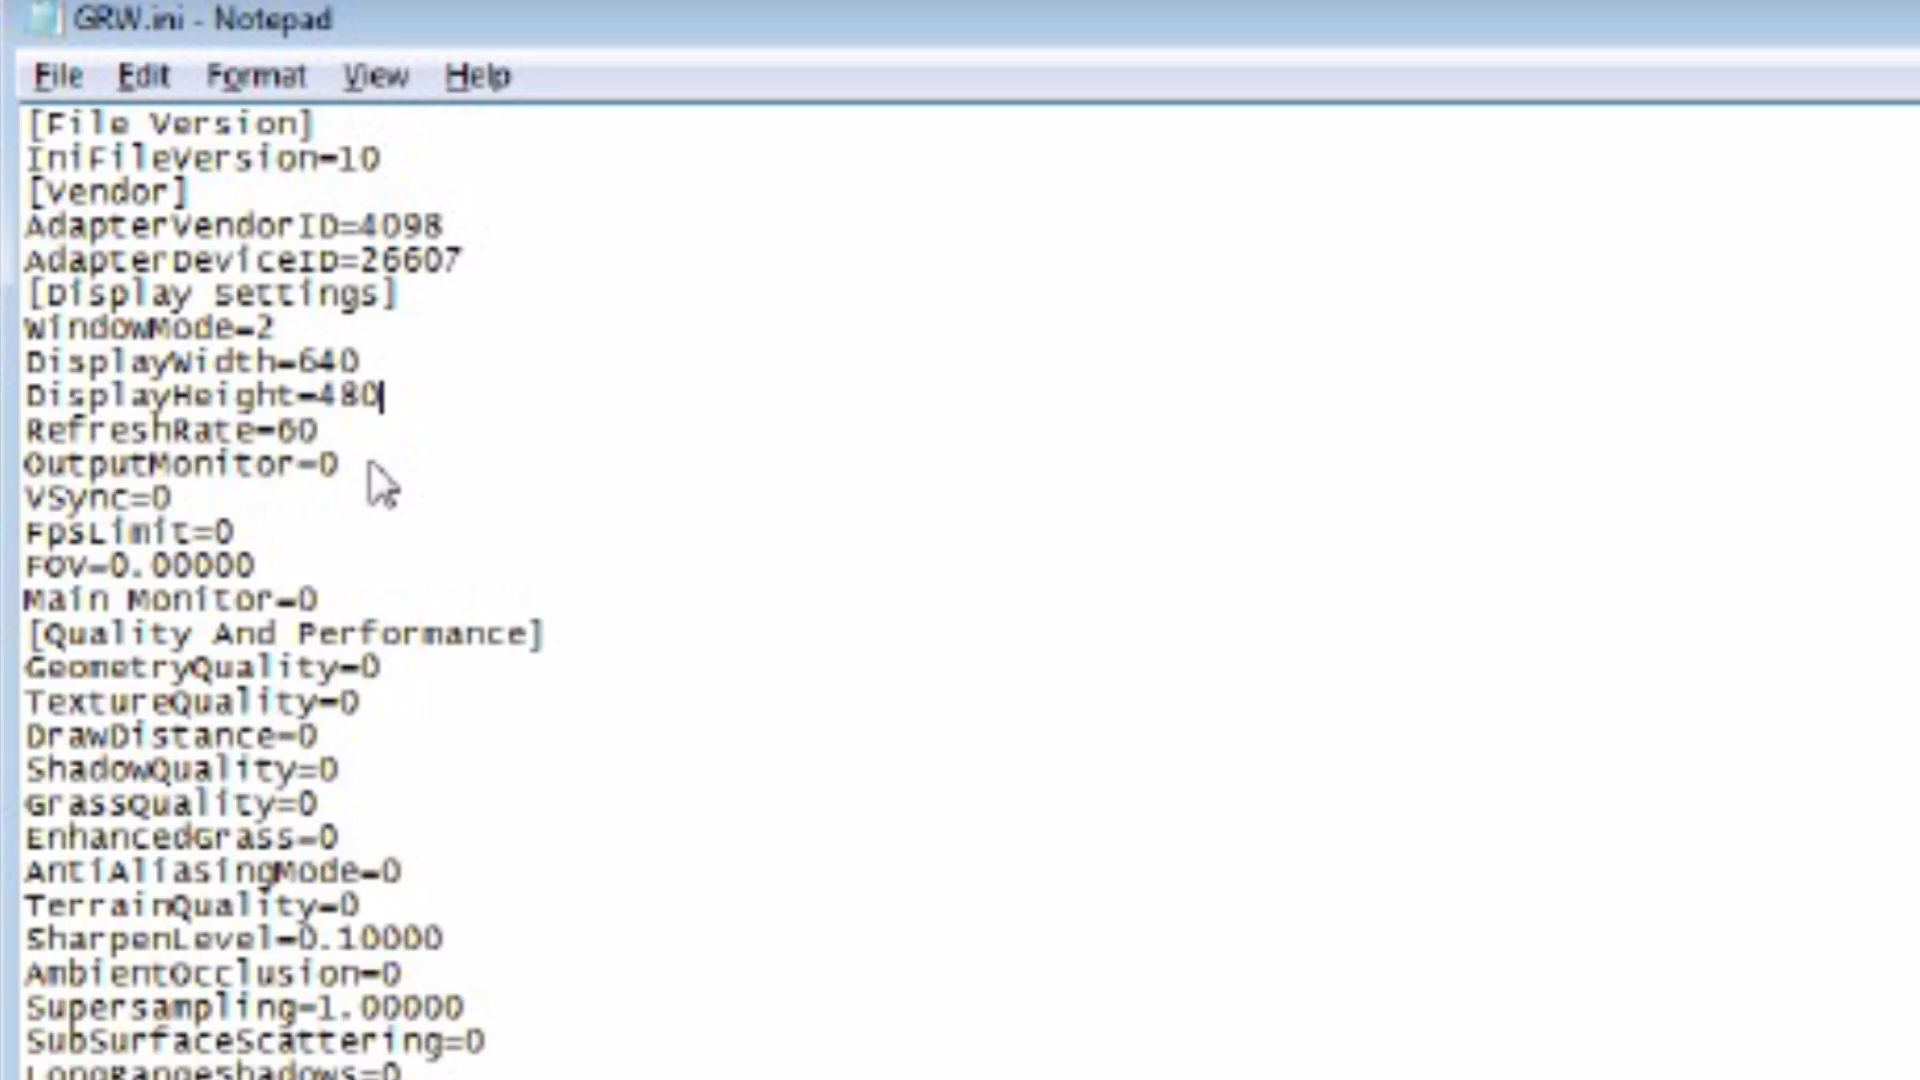 GRW.ini - Notepad
File Edit Format View Help
[File Version]
IniFileVersion=10
[Vendor]
AdapterVendorID=4098
AdapterDeviceID=26607
[Display Settings]
WindowMode=2
DisplayWidth=640
DisplayHeight=480
RefreshRate=60
OutputMonitor=0
VSync=0
FpsLimit=0
FOV=0.00000
Main Monitor=0
[Quality And Performance]
GeometryQuality=0
TextureQuality=0
DrawDistance=0
ShadowQuality=0
GrassQuality=0
EnhancedGrass=0
AntiAliasingMode=0
TerrainQuality=0
SharpenLevel=0.10000
AmbientOcclusion=0
Supersampling=1.00000
SubSurfaceScattering=0
LongRangeShadows=0